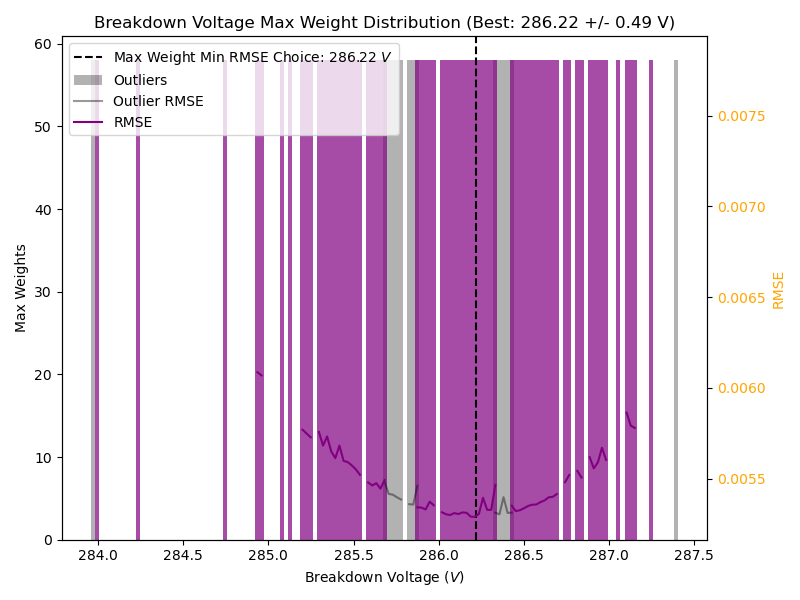 Breakdown Voltage Max Weight Distribution (Best: 286.22 +/- 0.49 V)
Max Weight Min RMSE Choice: 286.22 V
Outliers
Outlier RMSE
RMSE
60
50
40
30
20
10
0
Max Weights
0.0075
0.0070
0.0065
0.0060
0.0055
RMSE
284.0 284.5 285.0 285.5 286.0 286.5 287.0 287.5
Breakdown Voltage (V)